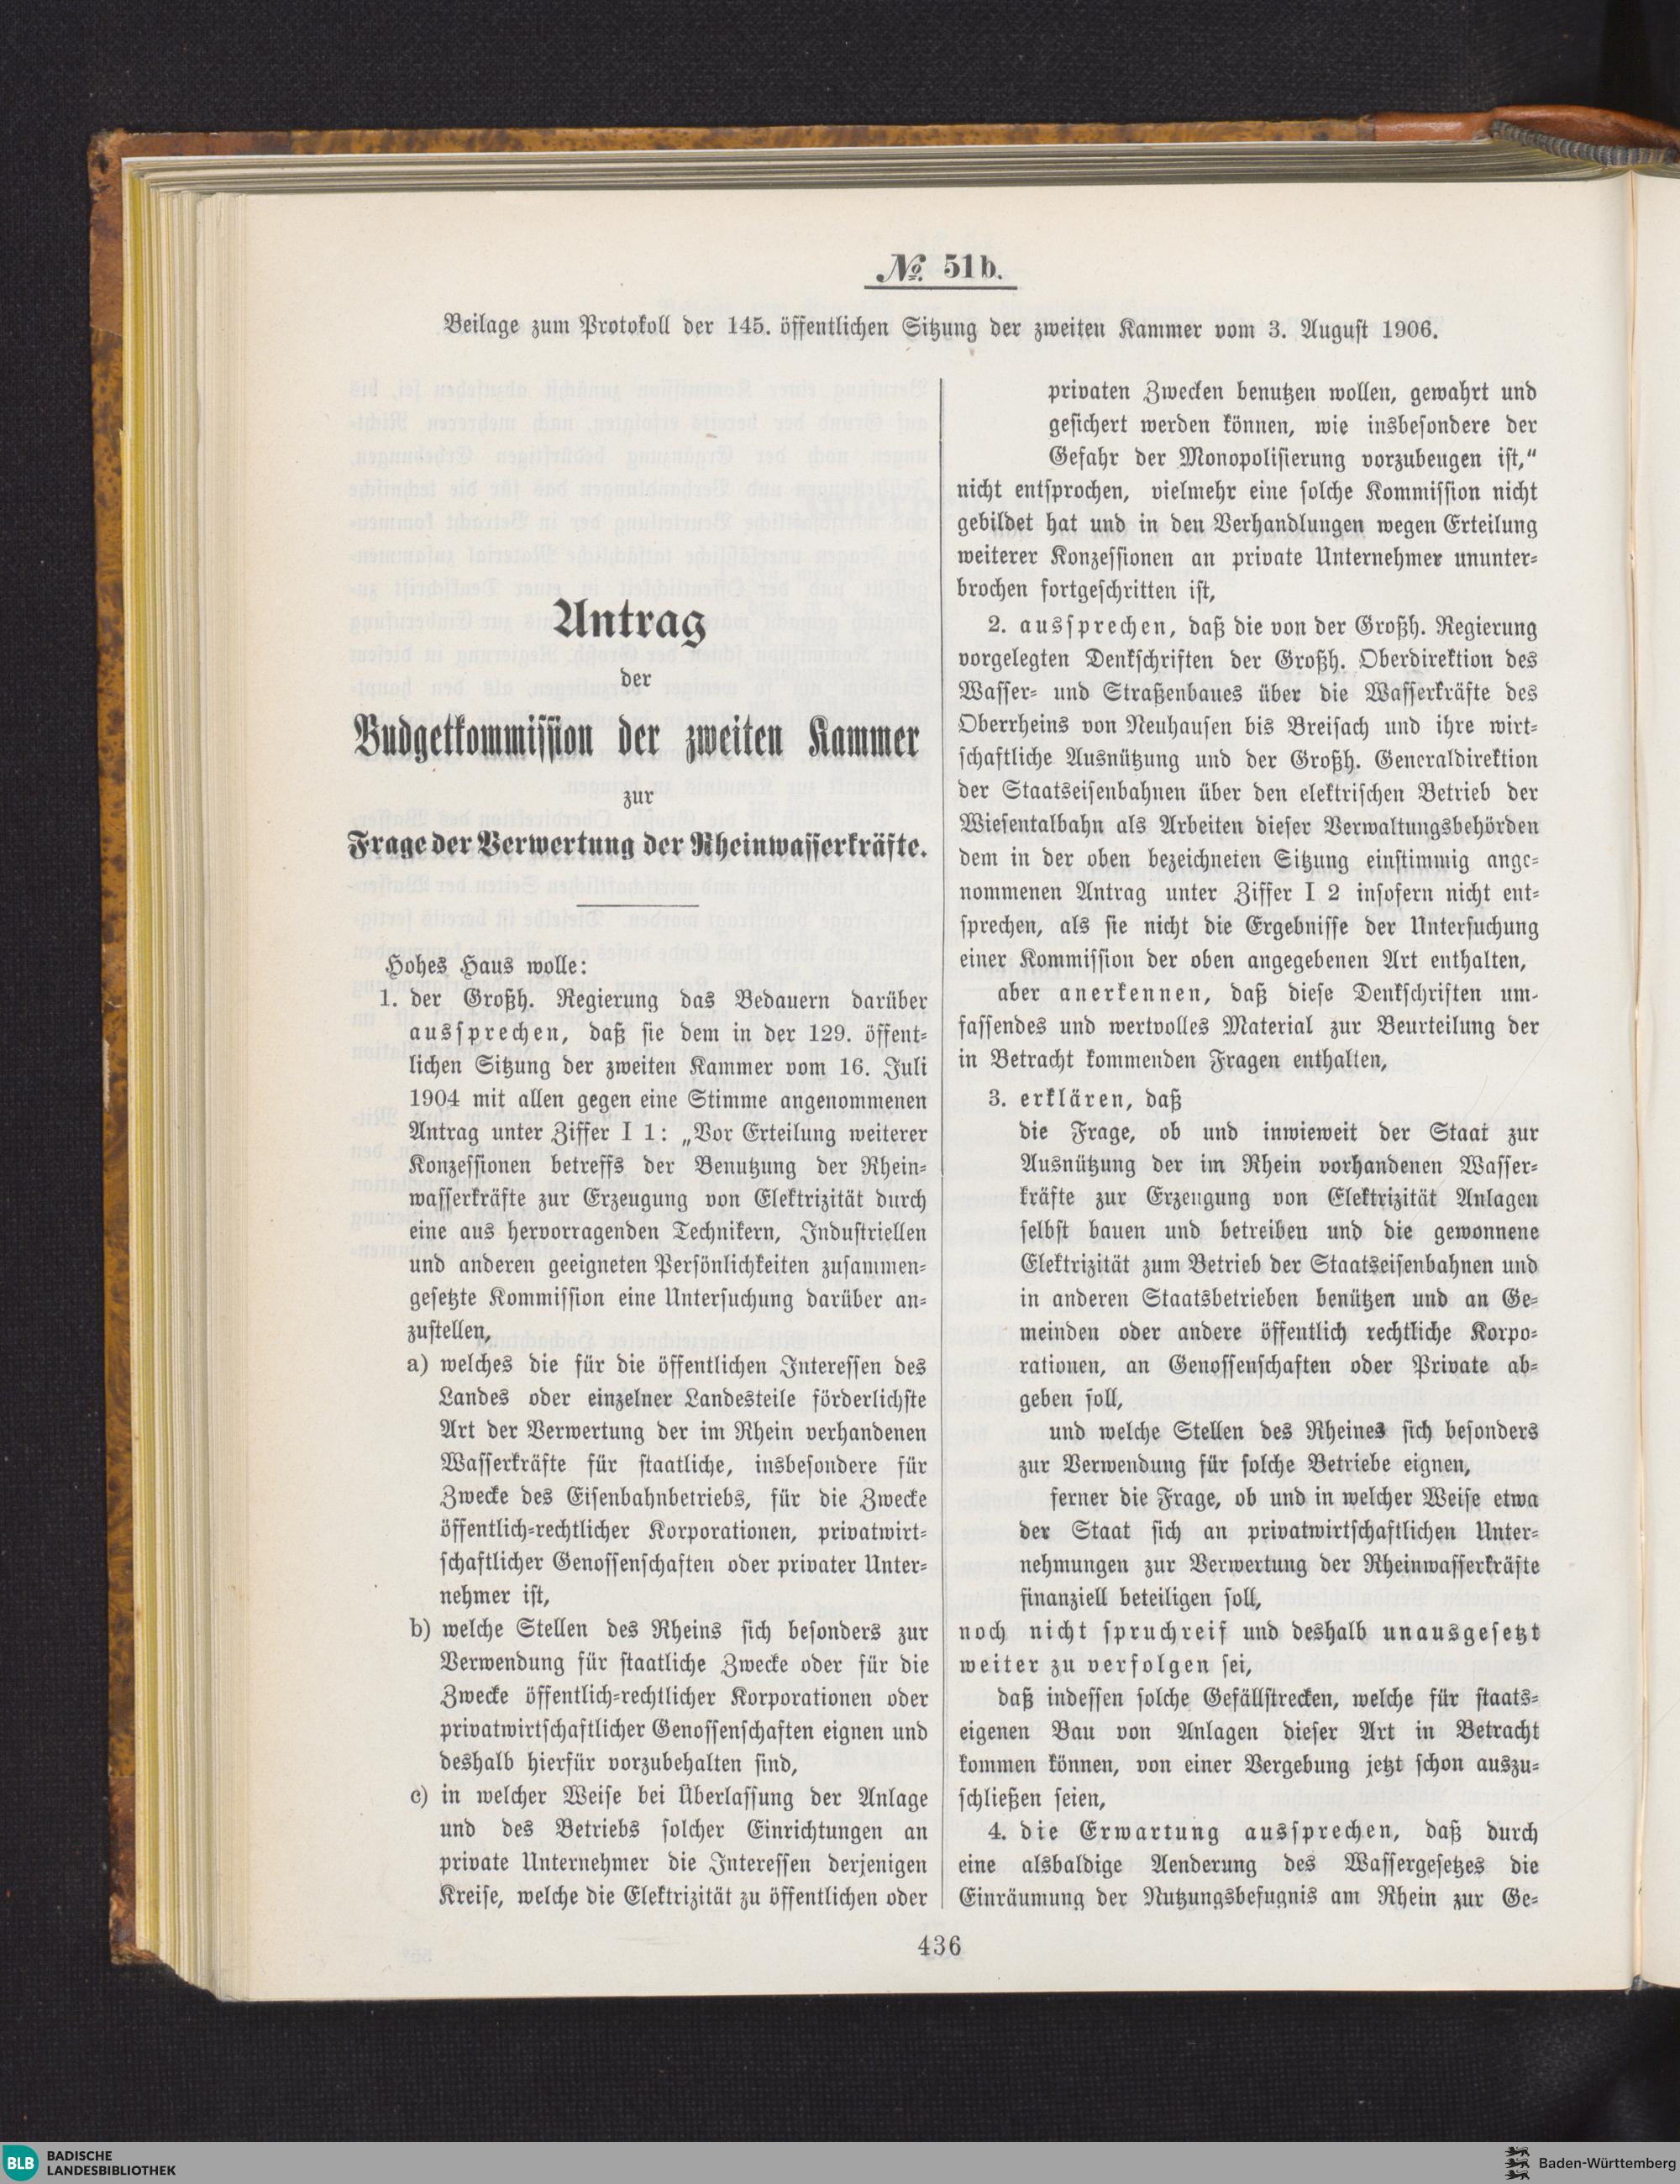 № 51b.
Beilage zum Protokoll der 145. öffentlichen Sitzung der zweiten Kammer vom 3. August 1906.
Antrag
der
Budgetkommission der zweiten Kammer
zur
Frage der Verwertung der Rheinwasserkräfte.
Hohes Haus wolle:
1. der Großh. Regierung das Bedauern darüber
aussprechen, daß sie dem in der 129. öffent-
lichen Sitzung der zweiten Kammer vom 16. Juli
1904 mit allen gegen eine Stimme angenommenen
Antrag unter Ziffer I 1: „Vor Erteilung weiterer
Konzessionen betreffs der Benutzung der Rhein-
wasserkräfte zur Erzeugung von Elektrizität durch
eine aus hervorragenden Technikern, Industriellen
und anderen geeigneten Persönlichkeiten zusammen-
gesetzte Kommission eine Untersuchung darüber an-
zustellen,
a) welches die für die öffentlichen Interessen des
Landes oder einzelner Landesteile förderlichste
Art der Verwertung der im Rhein verhandenen
Wasserkräfte für staatliche, insbesondere für
Zwecke des Eisenbahnbetriebs, für die Zwecke
öffentlich-rechtlicher Korporationen, privatwirt-
schaftlicher Genossenschaften oder privater Unter-
nehmer ist,
b) welche Stellen des Rheins sich besonders zur
Verwendung für staatliche Zwecke oder für die
Zwecke öffentlich-rechtlicher Korporationen oder
privatwirtschaftlicher Genossenschaften eignen und
deshalb hierfür vorzubehalten sind,
c) in welcher Weise bei Überlassung der Anlage
und des Betriebs solcher Einrichtungen an
private Unternehmer die Interessen derjenigen
Kreise, welche die Elektrizität zu öffentlichen oder
privaten Zwecken benutzen wollen, gewahrt und
gesichert werden können, wie insbesondere der
Gefahr der Monopolisierung vorzubeugen ist,“
nicht entsprochen, vielmehr eine solche Kommission nicht
gebildet hat und in den Verhandlungen wegen Erteilung
weiterer Konzessionen an private Unternehmer ununter-
brochen fortgeschritten ist,
2. aussprechen, daß die von der Großh. Regierung
vorgelegten Denkschriften der Großh. Oberdirektion des
Wasser- und Straßenbaues über die Wasserkräfte des
Oberrheins von Neuhausen bis Breisach und ihre wirt-
schaftliche Ausnützung und der Großh. Generaldirektion
der Staatseisenbahnen über den elektrischen Betrieb der
Wiesentalbahn als Arbeiten dieser Verwaltungsbehörden
dem in der oben bezeichneten Sitzung einstimmig ange-
nommenen Antrag unter Ziffer I 2 insofern nicht ent-
sprechen, als sie nicht die Ergebnisse der Untersuchung
einer Kommission der oben angegebenen Art enthalten,
aber anerkennen, daß diese Denkschriften um-
fassendes und wertvolles Material zur Beurteilung der
in Betracht kommenden Fragen enthalten,
3. erklären, daß
die Frage, ob und inwieweit der Staat zur
Ausnützung der im Rhein vorhandenen Wasser-
kräfte zur Erzeugung von Elektrizität Anlagen
selbst bauen und betreiben und die gewonnene
Elektrizität zum Betrieb der Staatseisenbahnen und
in anderen Staatsbetrieben benützen und an Ge-
meinden oder andere öffentlich rechtliche Korpo-
rationen, an Genossenschaften oder Private ab-
geben soll,
und welche Stellen des Rheines sich besonders
zur Verwendung für solche Betriebe eignen,
ferner die Frage, ob und in welcher Weise etwa
der Staat sich an privatwirtschaftlichen Unter-
nehmungen zur Verwertung der Rheinwasserkräfte
finanziell beteiligen soll,
noch nicht spruchreif und deshalb unausgesetzt
weiter zu verfolgen sei,
daß indessen solche Gefällstrecken, welche für staats-
eigenen Bau von Anlagen dieser Art in Betracht
kommen können, von einer Vergebung jetzt schon auszu-
schließen seien,
4. die Erwartung aussprechen, daß durch
eine alsbaldige Aenderung des Wassergesetzes die
Einräumung der Nutzungsbefugnis am Rhein zur Ge-
436
BLB BADISCHE
LANDESBIBLIOTHEK
Baden-Württemberg